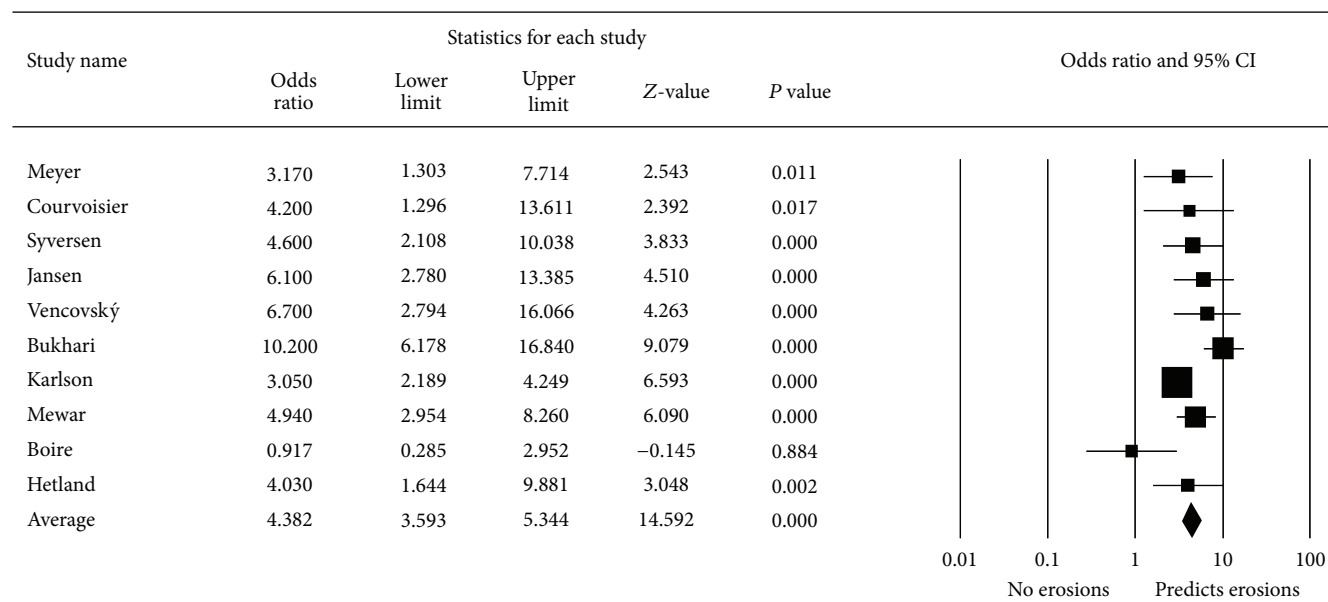 Study name Statistics for each study Odds ratio and 95% CI
Odds ratio Lower limit Upper limit Z-value P value
Meyer 3.170 1.303 7.714 2.543 0.011
Courvoisier 4.200 1.296 13.611 2.392 0.017
Syversen 4.600 2.108 10.038 3.833 0.000
Jansen 6.100 2.780 13.385 4.510 0.000
Vencovský 6.700 2.794 16.066 4.263 0.000
Bukhari 10.200 6.178 16.840 9.079 0.000
Karlson 3.050 2.189 4.249 6.593 0.000
Mewar 4.940 2.954 8.260 6.090 0.000
Boire 0.917 0.285 2.952 −0.145 0.884
Hetland 4.030 1.644 9.881 3.048 0.002
Average 4.382 3.593 5.344 14.592 0.000
0.01 0.1 1 10 100
No erosions Predicts erosions